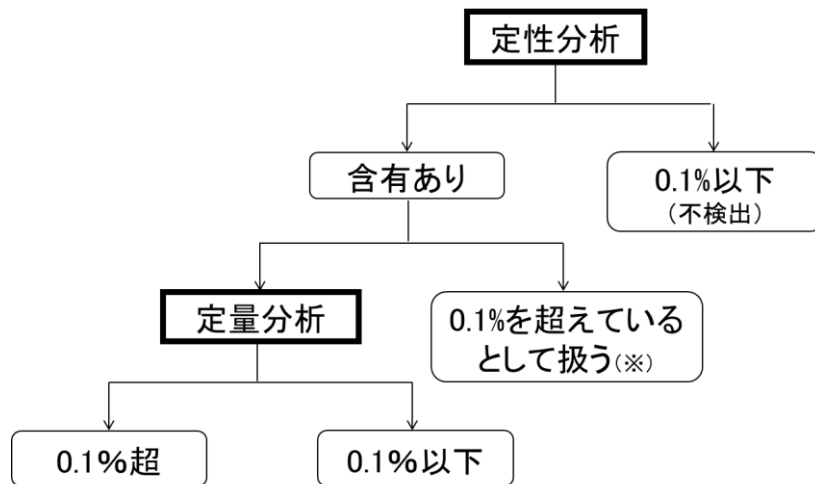 定性分析
含有あり
0.1%以下
（不検出）
定量分析
0.1%を超えている
として扱う（※）
0.1%超
0.1%以下